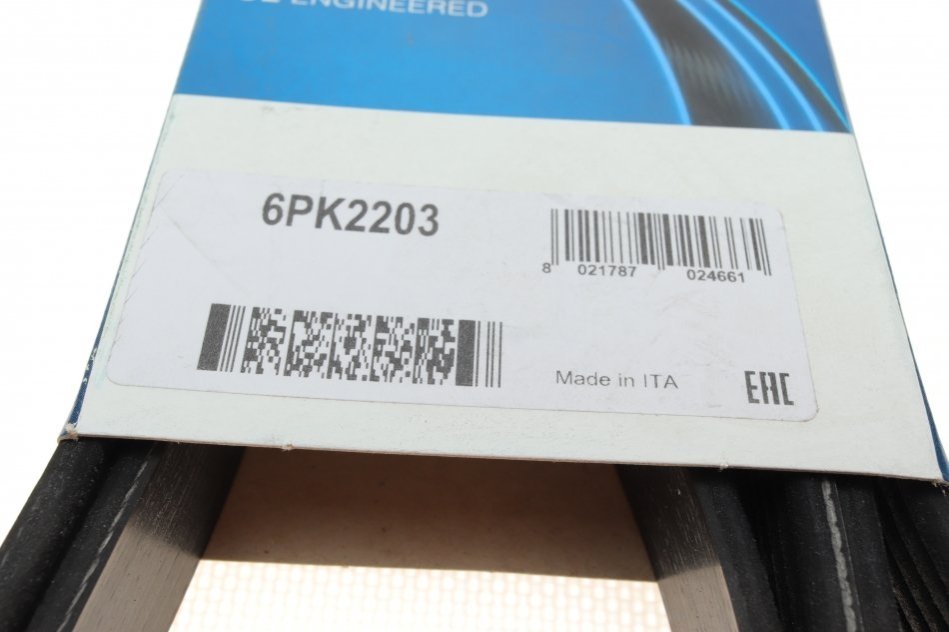 ENGINEERED
6PK2203
8 021787 024661
Made in ITA
EAC